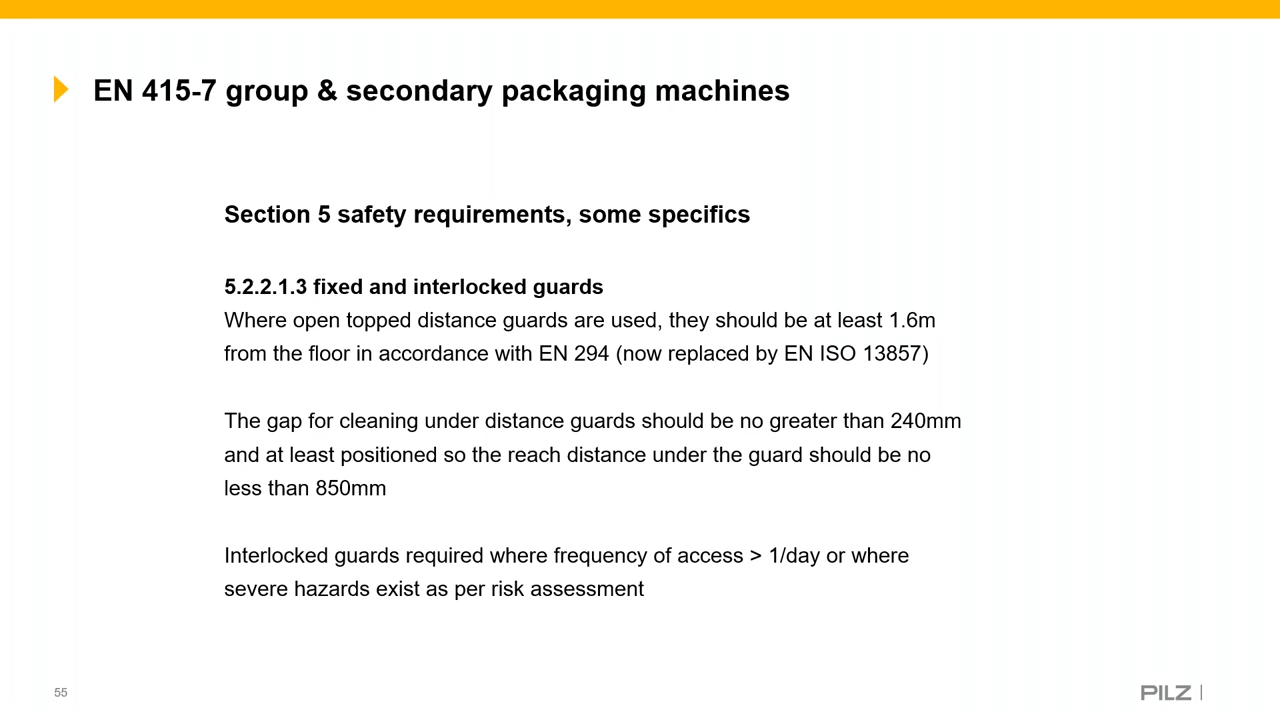 EN 415-7 group & secondary packaging machines
Section 5 safety requirements, some specifics
5.2.2.1.3 fixed and interlocked guards
Where open topped distance guards are used, they should be at least 1.6m
from the floor in accordance with EN 294 (now replaced by EN ISO 13857)
The gap for cleaning under distance guards should be no greater than 240mm
and at least positioned so the reach distance under the guard should be no
less than 850mm
Interlocked guards required where frequency of access > 1/day or where
severe hazards exist as per risk assessment
55
PILZ |